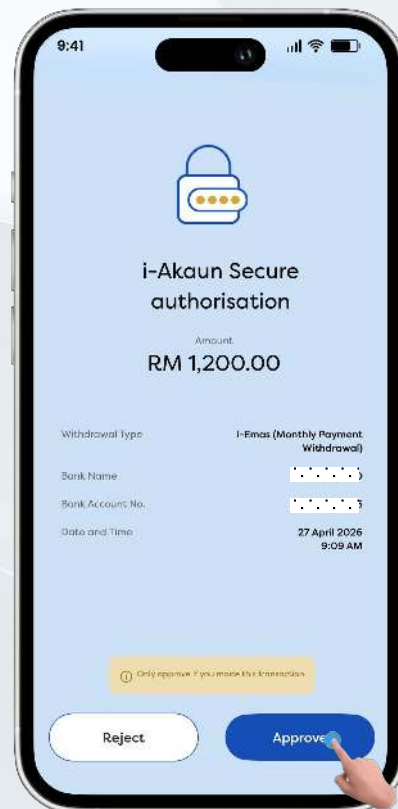 9:41
i-Akaun Secure
authorisation
Amount
RM 1,200.00
Withdrawal Type
i-Emas (Monthly Payment
Withdrawal)
Bank Name
Bank Account No.
Date and Time
27 April 2026
9:09 AM
Only approve if you made this transaction
Reject
Approve